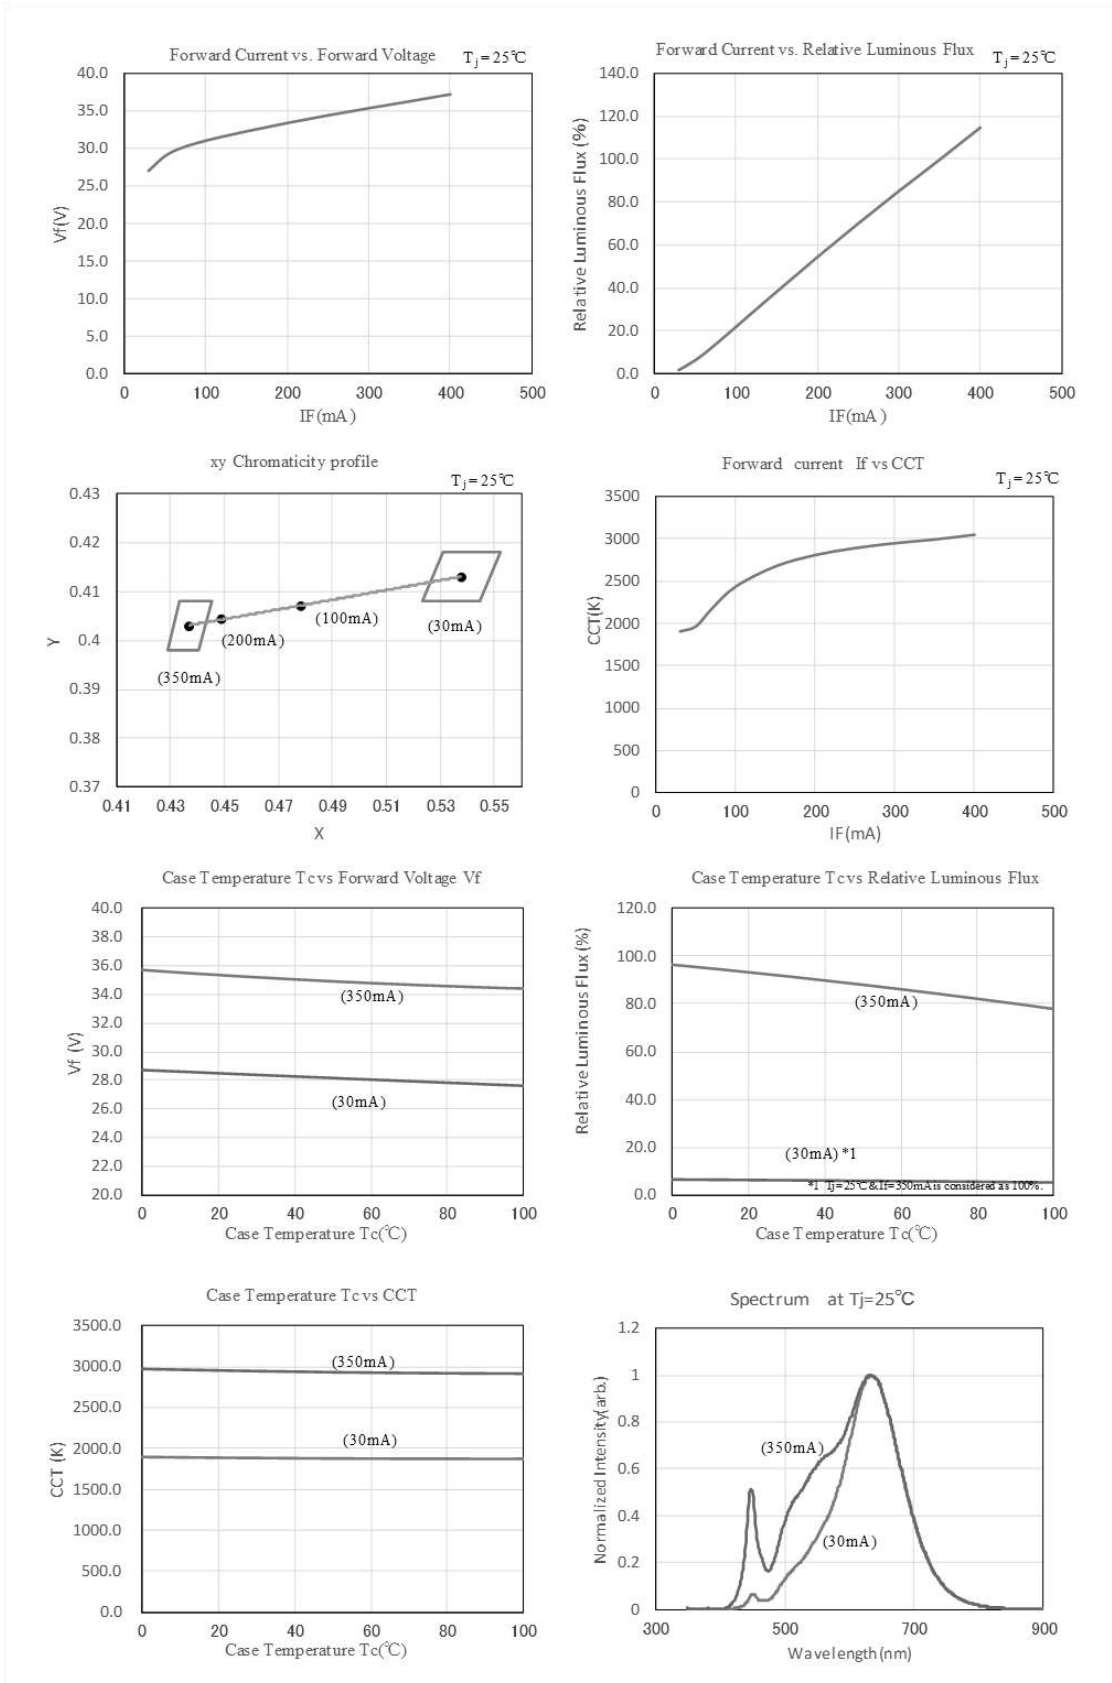 Forward Current vs. Forward Voltage
Tj=25℃
40.0
35.0
30.0
25.0
20.0
15.0
10.0
5.0
0.0
Vf(V)
0 100 200 300 400 500
IF(mA)
Forward Current vs. Relative Luminous Flux
Tj=25℃
140.0
120.0
100.0
80.0
60.0
40.0
20.0
0.0
Relative Luminous Flux (%)
0 100 200 300 400 500
IF(mA)
xy Chromaticity profile
Tj=25℃
0.43
0.42
0.41
0.4
0.39
0.38
0.37
Y
(100mA)
(30mA)
(200mA)
(350mA)
0.41 0.43 0.45 0.47 0.49 0.51 0.53 0.55
X
Forward current If vs CCT
Tj=25℃
3500
3000
2500
2000
1500
1000
500
0
CCT(K)
0 100 200 300 400 500
IF(mA)
Case Temperature Tc vs Forward Voltage Vf
40.0
38.0
36.0
34.0
32.0
30.0
28.0
26.0
24.0
22.0
20.0
Vf (V)
(350mA)
(30mA)
0 20 40 60 80 100
Case Temperature Tc(℃)
Case Temperature Tc vs Relative Luminous Flux
120.0
100.0
80.0
60.0
40.0
20.0
0.0
Relative Luminous Flux (%)
(350mA)
(30mA) *1
*1 Tj=25℃ & If=350mA is considered as 100%.
0 20 40 60 80 100
Case Temperature Tc(℃)
Case Temperature Tc vs CCT
3500.0
3000.0
2500.0
2000.0
1500.0
1000.0
500.0
0.0
CCT (K)
(350mA)
(30mA)
0 20 40 60 80 100
Case Temperature Tc(℃)
Spectrum at Tj=25℃
1.2
1
0.8
0.6
0.4
0.2
0
Normalized Intensity(arb.)
(350mA)
(30mA)
300 500 700 900
Wavelength(nm)